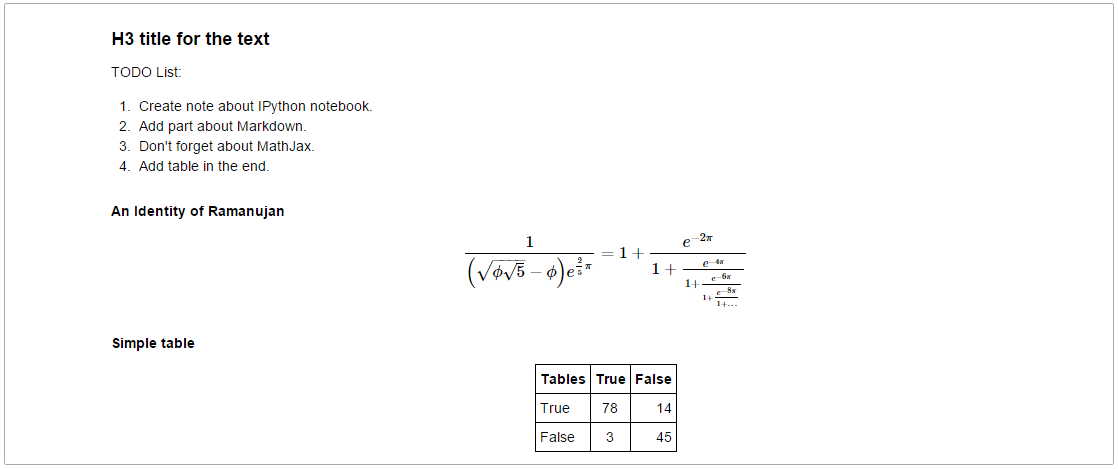 H3 title for the text
TODO List:
1. Create note about IPython notebook.
2. Add part about Markdown.
3. Don't forget about MathJax.
4. Add table in the end.
An Identity of Ramanujan
\frac{1}{\left(\sqrt{\phi\sqrt{5}}-\phi\right)e^{\frac{2}{5}\pi}} = 1+\frac{e^{-2\pi}}{1+\frac{e^{-4\pi}}{1+\frac{e^{-6\pi}}{1+\frac{e^{-8\pi}}{1+\ldots}}}}
Simple table
Tables True False
True 78 14
False 3 45